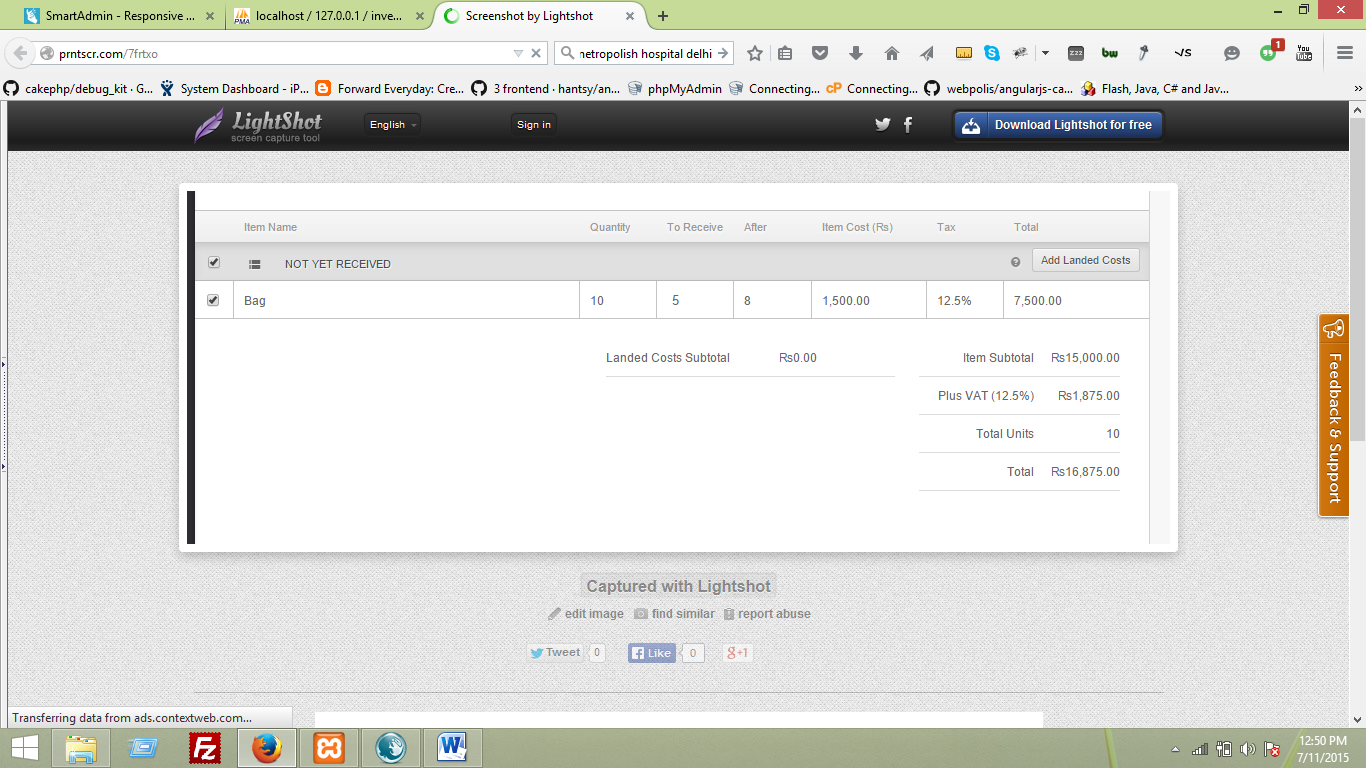 SmartAdmin - Responsive ...
localhost / 127.0.0.1 / inve...
Screenshot by Lightshot
prntscr.com/7frtxo
netropolish hospital delhi
zzz
bw
-/S
1
You Tube
cakephp/debug_kit · G...
System Dashboard - iP...
Forward Everyday: Cre...
3 frontend · hantsy/an...
phpMyAdmin
Connecting...
cP Connecting...
webpolis/angularjs-ca...
Flash, Java, C# and Jav...
LightShot
screen capture tool
English
Sign in
Download Lightshot for free
Item Name Quantity To Receive After Item Cost (Rs) Tax Total
NOT YET RECEIVED
Add Landed Costs
Bag 10 5 8 1,500.00 12.5% 7,500.00
Landed Costs Subtotal Rs0.00
Item Subtotal Rs15,000.00
Plus VAT (12.5%) Rs1,875.00
Total Units 10
Total Rs16,875.00
Feedback & Support
Captured with Lightshot
edit image find similar report abuse
Tweet 0 Like 0 g+1
Transferring data from ads.contextweb.com...
12:50 PM
7/11/2015